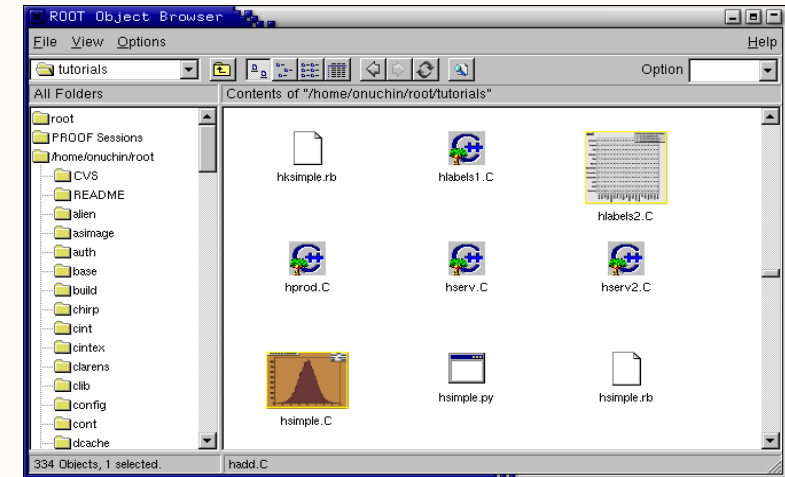 ROOT Object Browser
File View Options Help
tutorials Option
All Folders Contents of "/home/onuchin/root/tutorials"
root
PROOF Sessions
/home/onuchin/root
CVS
README
alien
asimage
auth
base
build
chirp
cint
cintex
clarens
clib
config
cont
dcache
hksimple.rb hlabels1.C
hlabels2.C
hprod.C hserv.C hserv2.C
hsimple.py hsimple.rb
hsimple.C
334 Objects, 1 selected. hadd.C